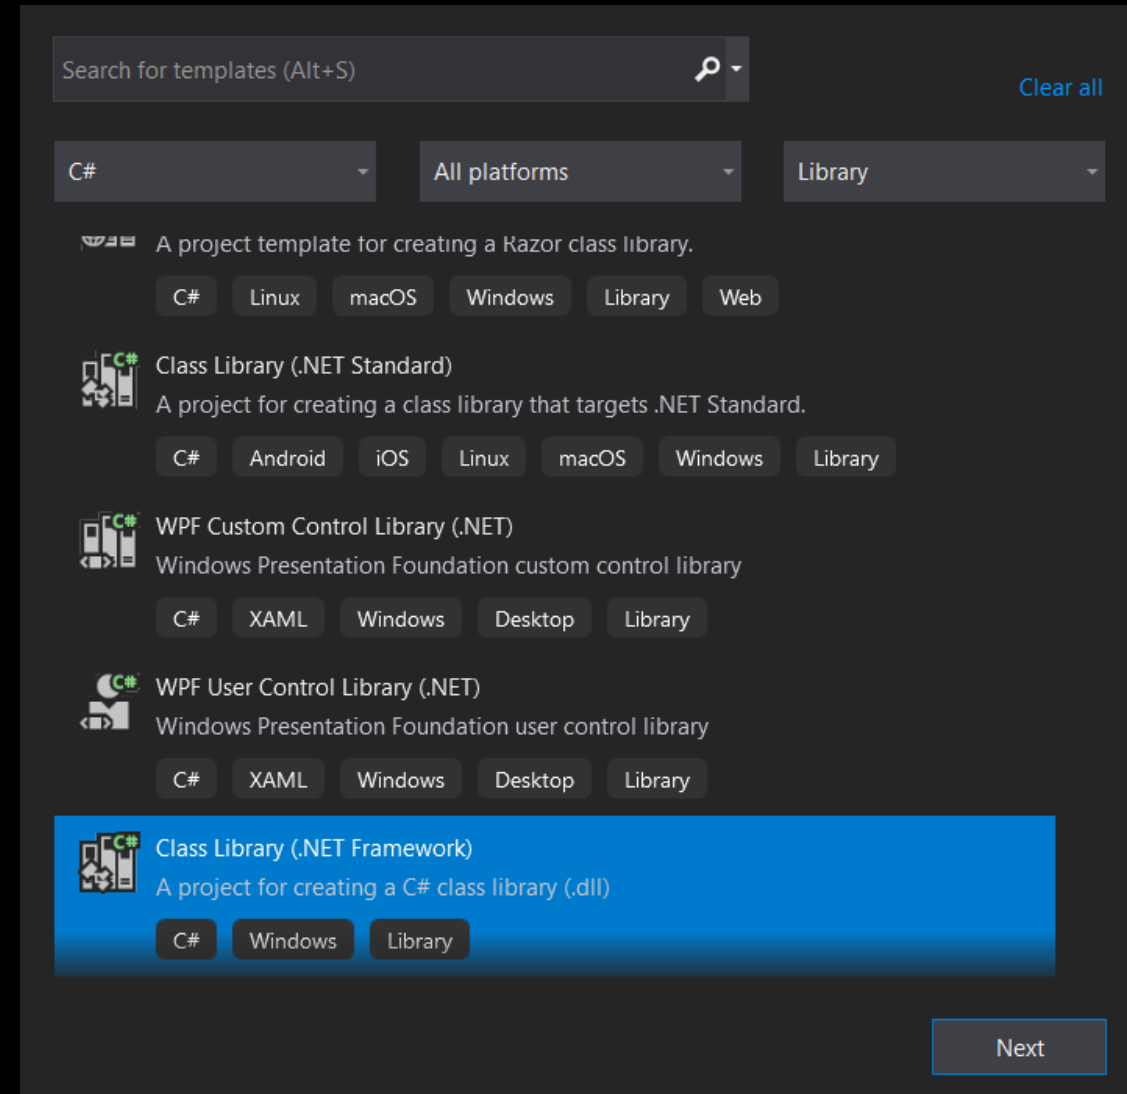 Search for templates (Alt+S)
Clear all
C# All platforms Library
A project template for creating a Razor class library.
C# Linux macOS Windows Library Web
C#
Class Library (.NET Standard)
A project for creating a class library that targets .NET Standard.
C# Android iOS Linux macOS Windows Library
C#
WPF Custom Control Library (.NET)
Windows Presentation Foundation custom control library
C# XAML Windows Desktop Library
C#
WPF User Control Library (.NET)
Windows Presentation Foundation user control library
C# XAML Windows Desktop Library
C#
Class Library (.NET Framework)
A project for creating a C# class library (.dll)
C# Windows Library
Next